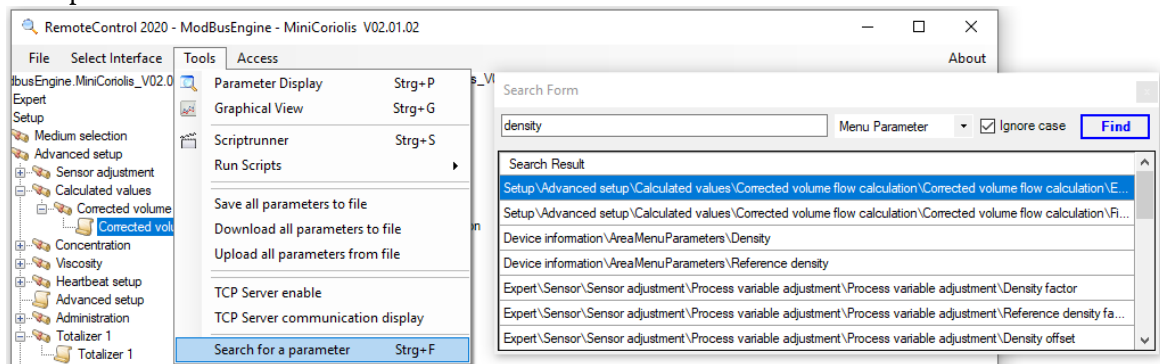 RemoteControl 2020 - ModBusEngine - MiniCoriolis V02.01.02
File Select Interface Tools Access About
dbusEngine.MiniCoriolis_V02.0
Expert
Setup
Medium selection
Advanced setup
Sensor adjustment
Calculated values
Corrected volume
Corrected volu
Concentration
Viscosity
Heartbeat setup
Advanced setup
Administration
Totalizer 1
Totalizer 1
Parameter Display Strg+P
Graphical View Strg+G
Scriptrunner Strg+S
Run Scripts
Save all parameters to file
Download all parameters to file
Upload all parameters from file
TCP Server enable
TCP Server communication display
Search for a parameter Strg+F
Search Form
density Menu Parameter Ignore case Find
Search Result
Setup\Advanced setup\Calculated values\Corrected volume flow calculation\Corrected volume flow calculation\E...
Setup\Advanced setup\Calculated values\Corrected volume flow calculation\Corrected volume flow calculation\Fi...
Device information\AreaMenuParameters\Density
Device information\AreaMenuParameters\Reference density
Expert\Sensor\Sensor adjustment\Process variable adjustment\Process variable adjustment\Density factor
Expert\Sensor\Sensor adjustment\Process variable adjustment\Process variable adjustment\Reference density fa...
Expert\Sensor\Sensor adjustment\Process variable adjustment\Process variable adjustment\Density offset